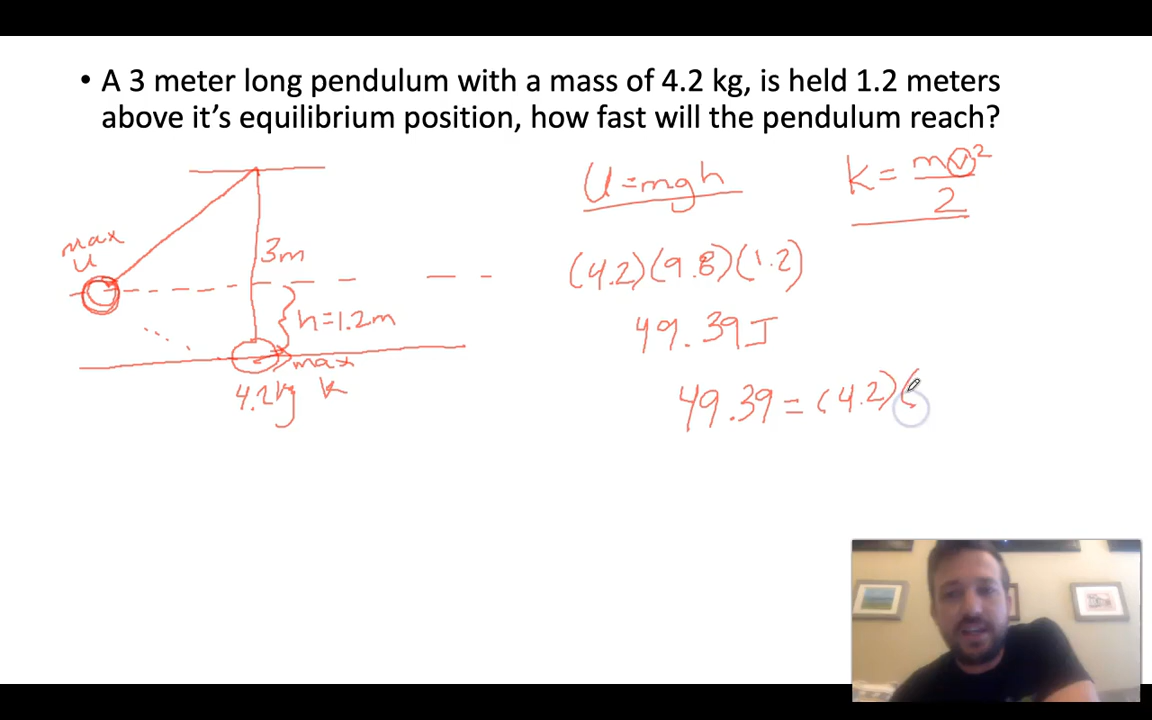 • A 3 meter long pendulum with a mass of 4.2 kg, is held 1.2 meters
above it's equilibrium position, how fast will the pendulum reach?
U=mgh
K= mv²
2
max
U
3m
(4.2)(9.8)(1.2)
h=1.2m
49.39J
max
K
4.2kg
49.39=(4.2)(